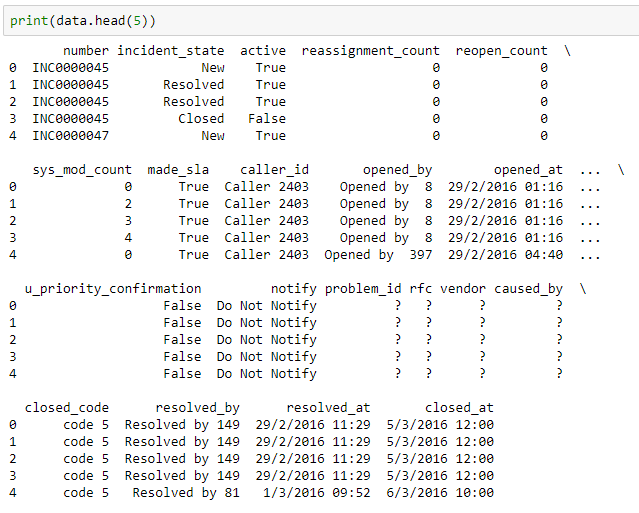 print(data.head(5))
number incident_state active reassignment_count reopen_count \
0 INC0000045 New True 0 0
1 INC0000045 Resolved True 0 0
2 INC0000045 Resolved True 0 0
3 INC0000045 Closed False 0 0
4 INC0000047 New True 0 0
sys_mod_count made_sla caller_id opened_by opened_at ... \
0 0 True Caller 2403 Opened by 8 29/2/2016 01:16 ...
1 2 True Caller 2403 Opened by 8 29/2/2016 01:16 ...
2 3 True Caller 2403 Opened by 8 29/2/2016 01:16 ...
3 4 True Caller 2403 Opened by 8 29/2/2016 01:16 ...
4 0 True Caller 2403 Opened by 397 29/2/2016 04:40 ...
u_priority_confirmation notify problem_id rfc vendor caused_by \
0 False Do Not Notify ? ? ? ?
1 False Do Not Notify ? ? ? ?
2 False Do Not Notify ? ? ? ?
3 False Do Not Notify ? ? ? ?
4 False Do Not Notify ? ? ? ?
closed_code resolved_by resolved_at closed_at
0 code 5 Resolved by 149 29/2/2016 11:29 5/3/2016 12:00
1 code 5 Resolved by 149 29/2/2016 11:29 5/3/2016 12:00
2 code 5 Resolved by 149 29/2/2016 11:29 5/3/2016 12:00
3 code 5 Resolved by 149 29/2/2016 11:29 5/3/2016 12:00
4 code 5 Resolved by 81 1/3/2016 09:52 6/3/2016 10:00